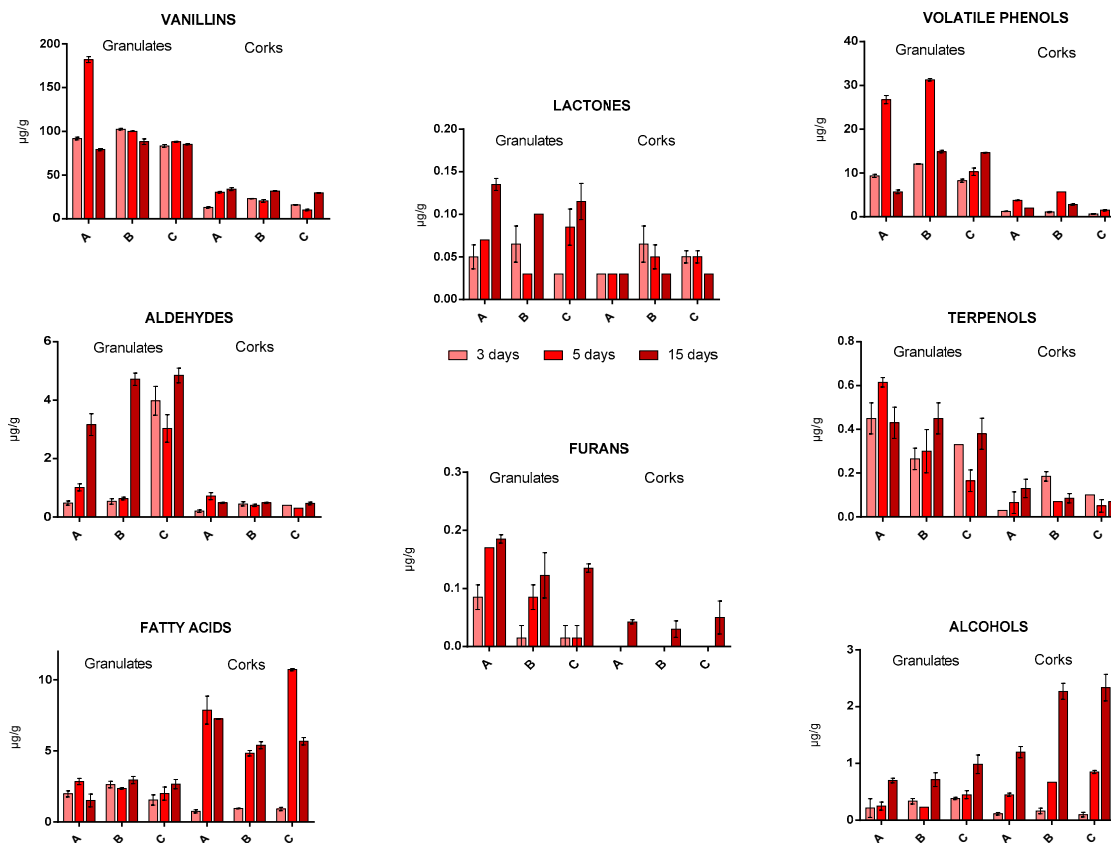 VANILLINS
Granulates Corks
µg/g
200
150
100
50
0
A B C A B C
ALDEHYDES
Granulates Corks
µg/g
6
4
2
0
A B C A B C
FATTY ACIDS
Granulates Corks
µg/g
10
5
0
A B C A B C
LACTONES
Granulates Corks
µg/g
0.20
0.15
0.10
0.05
0.00
A B C A B C
3 days 5 days 15 days
FURANS
Granulates Corks
µg/g
0.3
0.2
0.1
0.0
A B C A B C
VOLATILE PHENOLS
Granulates Corks
µg/g
40
30
20
10
0
A B C A B C
TERPENOLS
Granulates Corks
µg/g
0.8
0.6
0.4
0.2
0.0
A B C A B C
ALCOHOLS
Granulates Corks
µg/g
3
2
1
0
A B C A B C